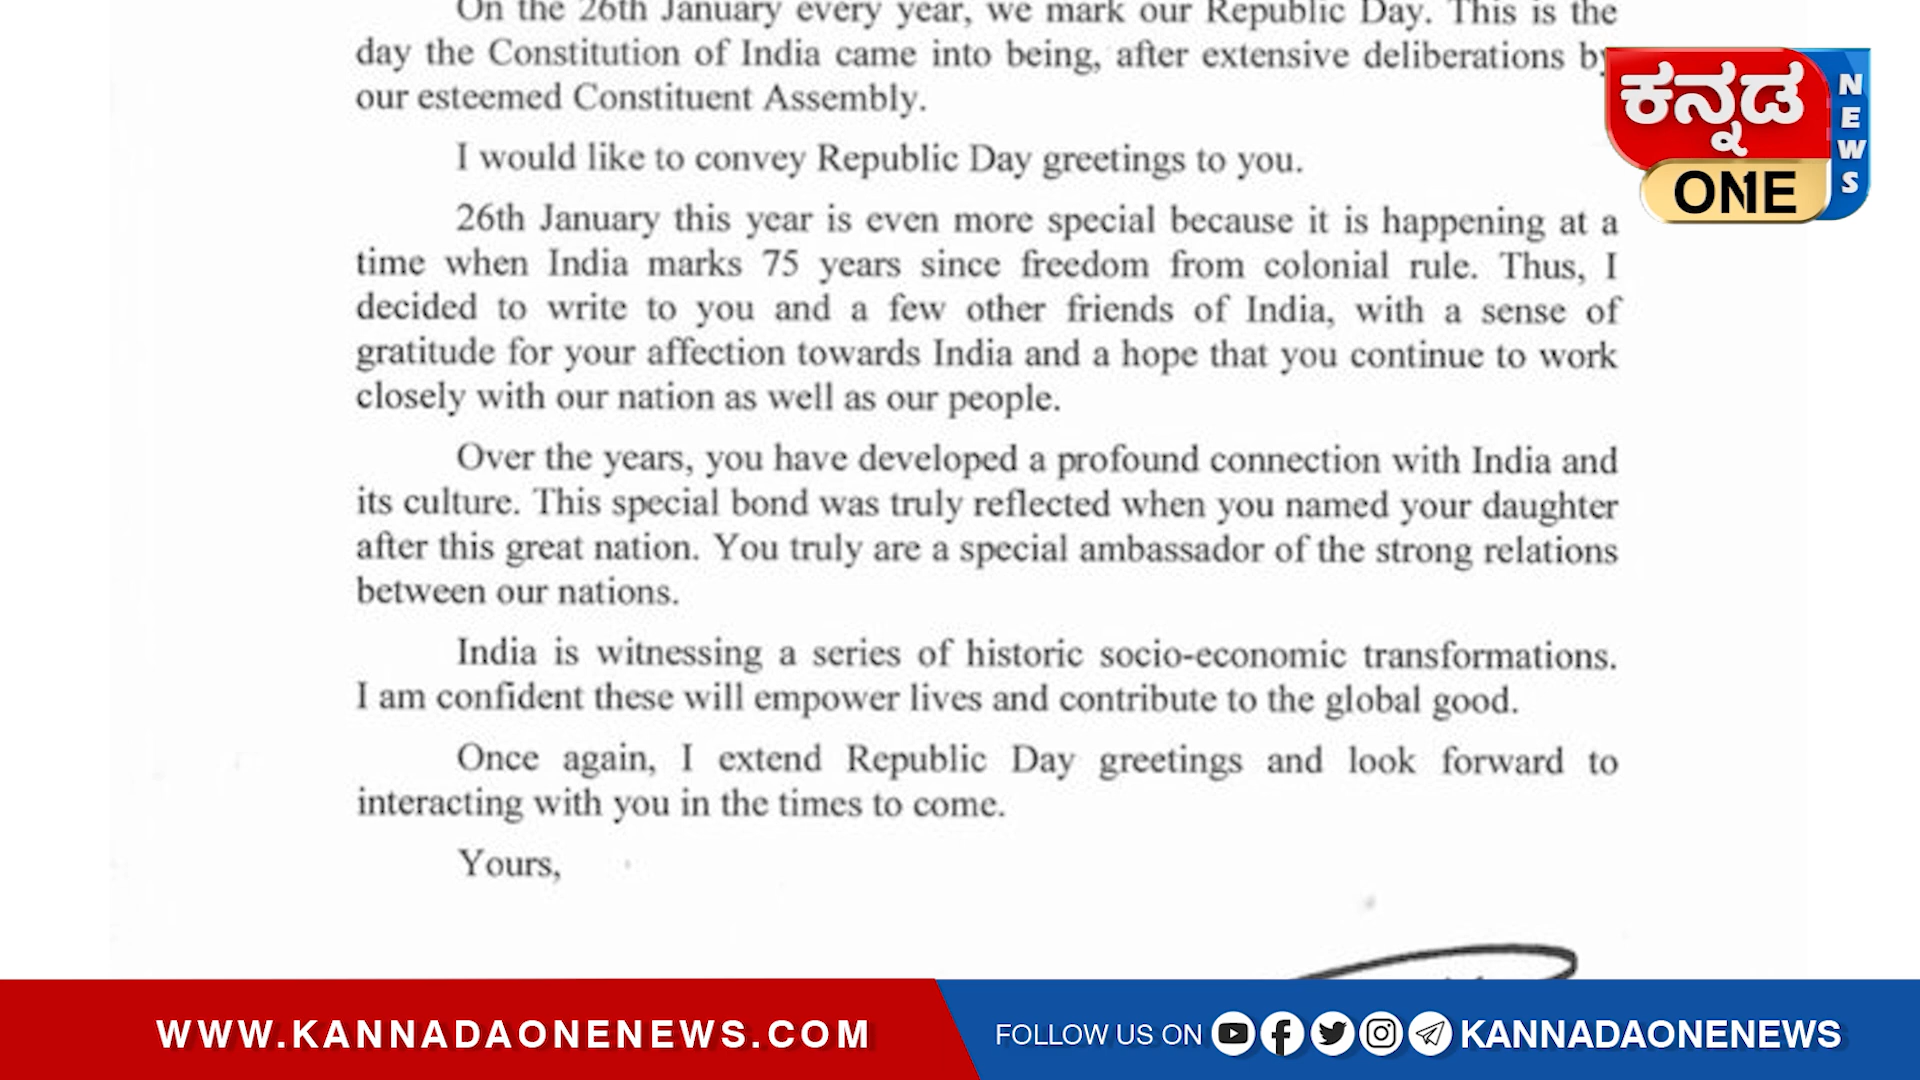 On the 26th January every year, we mark our Republic Day. This is the
day the Constitution of India came into being, after extensive deliberations by
our esteemed Constituent Assembly.
I would like to convey Republic Day greetings to you.
26th January this year is even more special because it is happening at a
time when India marks 75 years since freedom from colonial rule. Thus, I
decided to write to you and a few other friends of India, with a sense of
gratitude for your affection towards India and a hope that you continue to work
closely with our nation as well as our people.
Over the years, you have developed a profound connection with India and
its culture. This special bond was truly reflected when you named your daughter
after this great nation. You truly are a special ambassador of the strong relations
between our nations.
India is witnessing a series of historic socio-economic transformations.
I am confident these will empower lives and contribute to the global good.
Once again, I extend Republic Day greetings and look forward to
interacting with you in the times to come.
Yours,
ಕನ್ನಡ
ONE
NEWS
WWW.KANNADAONENEWS.COM
FOLLOW US ON KANNADAONENEWS